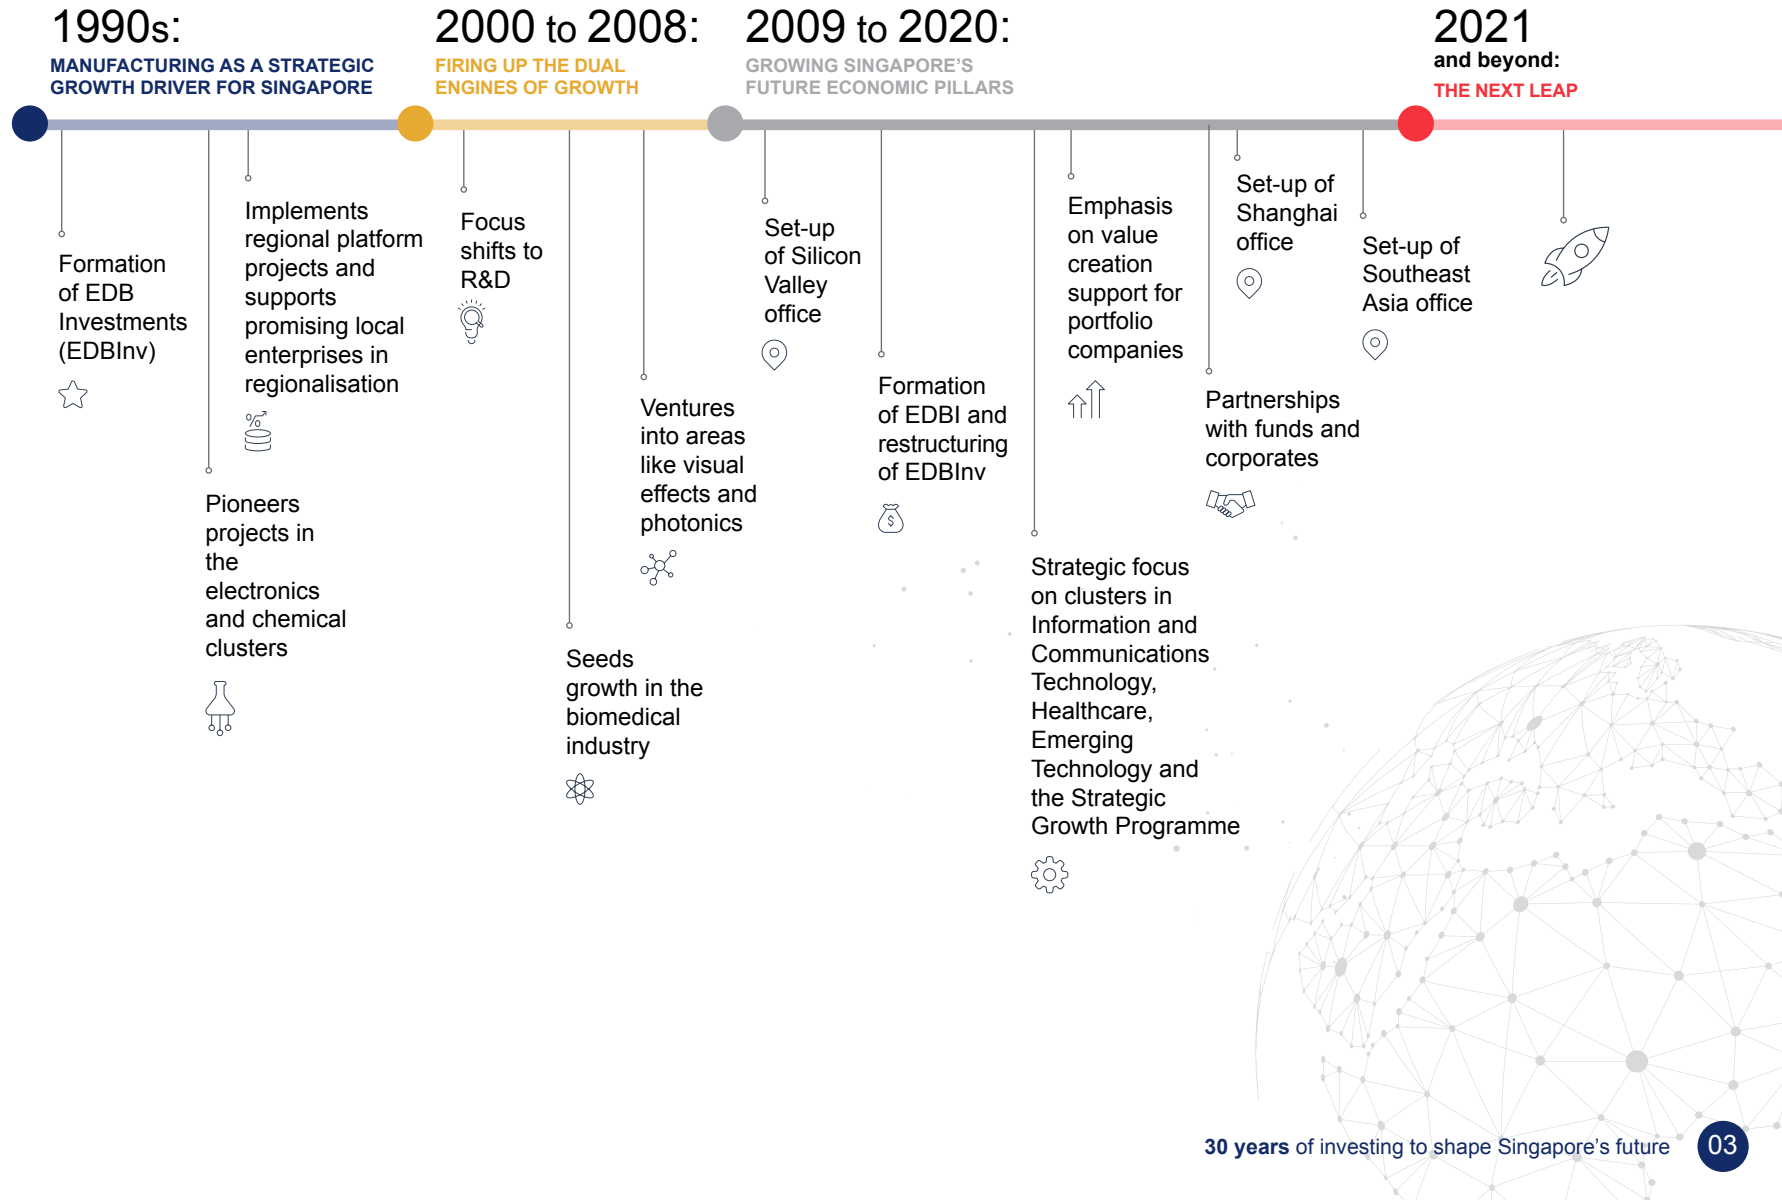 1990s:
MANUFACTURING AS A STRATEGIC
GROWTH DRIVER FOR SINGAPORE
Formation
of EDB
Investments
(EDBInv)
Pioneers
projects in
the
electronics
and chemical
clusters
Implements
regional platform
projects and
supports
promising local
enterprises in
regionalisation
2000 to 2008:
FIRING UP THE DUAL
ENGINES OF GROWTH
Focus
shifts to
R&D
Seeds
growth in the
biomedical
industry
Ventures
into areas
like visual
effects and
photonics
2009 to 2020:
GROWING SINGAPORE'S
FUTURE ECONOMIC PILLARS
Set-up
of Silicon
Valley
office
Formation
of EDBI and
restructuring
of EDBInv
$
Strategic focus
on clusters in
Information and
Communications
Technology,
Healthcare,
Emerging
Technology and
the Strategic
Growth Programme
Emphasis
on value
creation
support for
portfolio
companies
Partnerships
with funds and
corporates
Set-up of
Shanghai
office
Set-up of
Southeast
Asia office
2021
and beyond:
THE NEXT LEAP
30 years of investing to shape Singapore's future
03